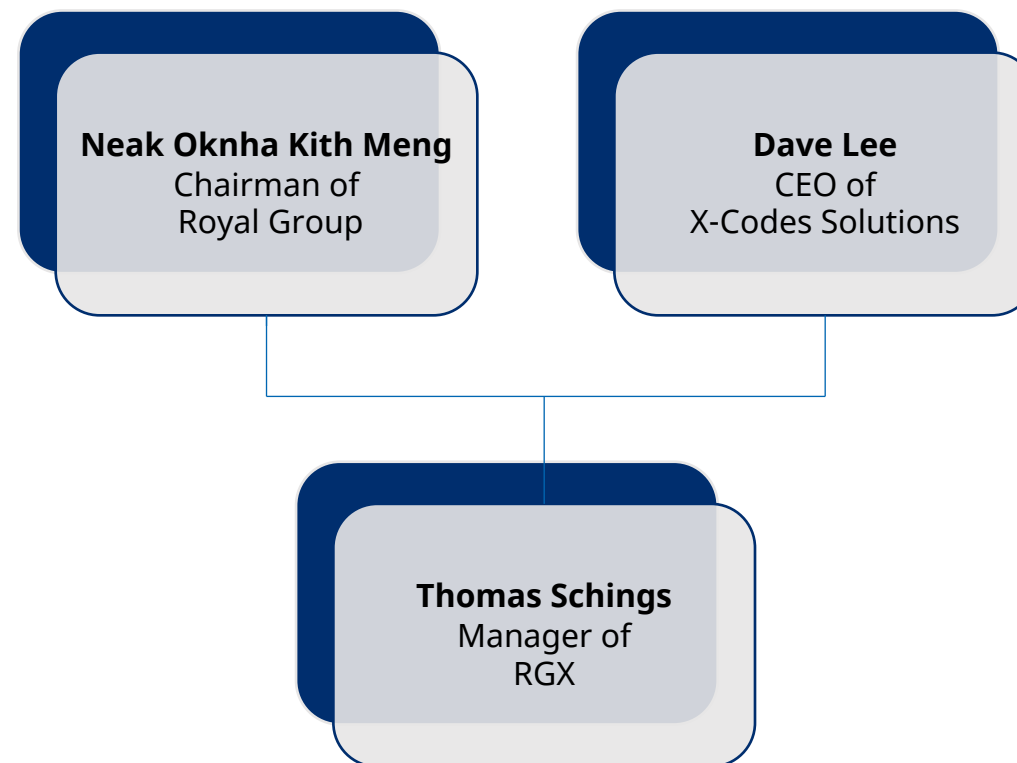 Neak Oknha Kith Meng
Chairman of
Royal Group
Dave Lee
CEO of
X-Codes Solutions
Thomas Schings
Manager of
RGX